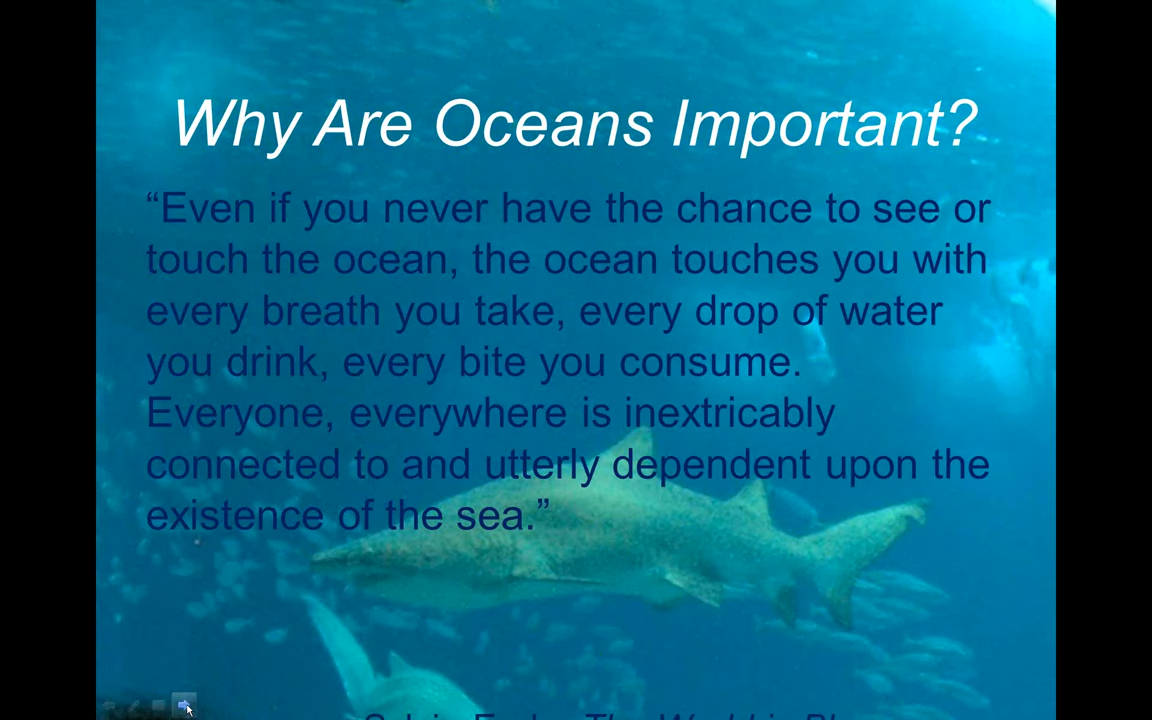 Why Are Oceans Important?
“Even if you never have the chance to see or
touch the ocean, the ocean touches you with
every breath you take, every drop of water
you drink, every bite you consume.
Everyone, everywhere is inextricably
connected to and utterly dependent upon the
existence of the sea.”